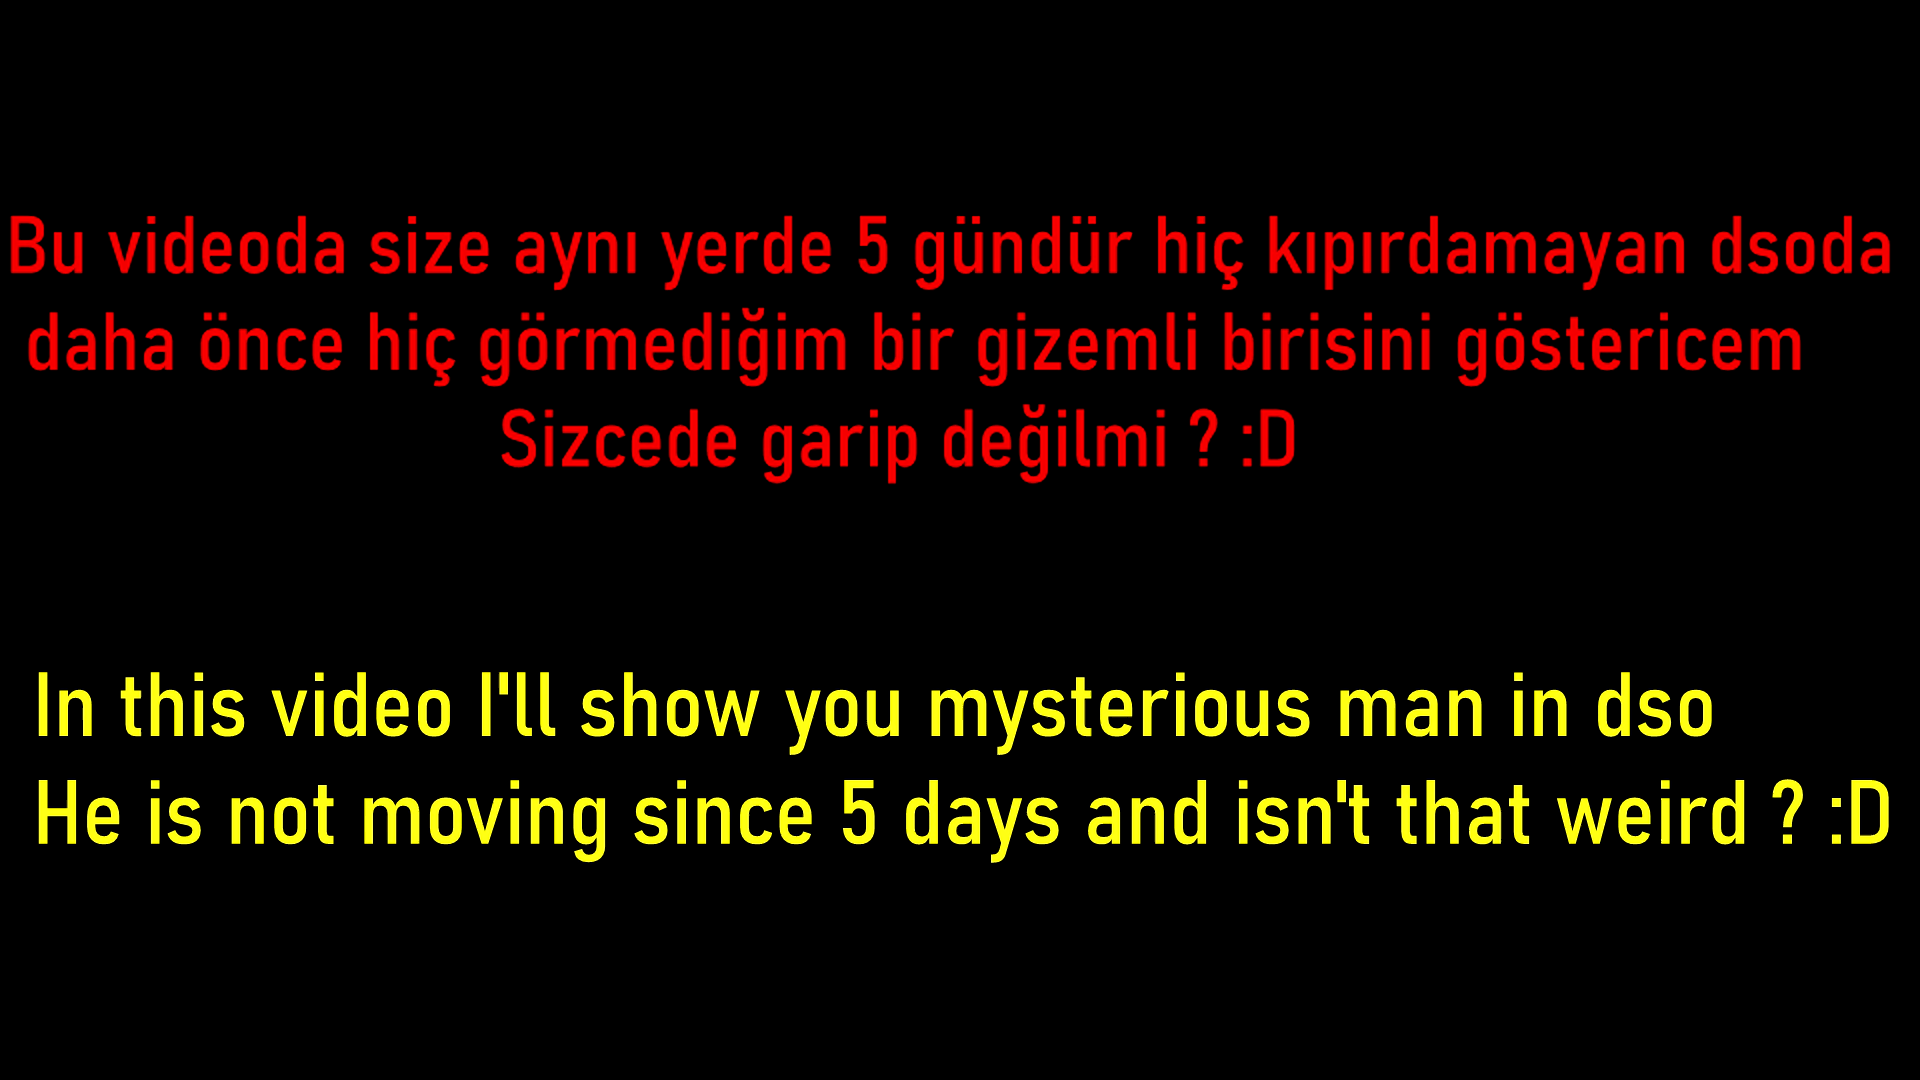 Bu videoda size aynı yerde 5 gündür hiç kıpırdamayan dsoda
daha önce hiç görmediğim bir gizemli birisini göstericem
Sizcede garip değilmi ? :D
In this video I'll show you mysterious man in dso
He is not moving since 5 days and isn't that weird ? :D